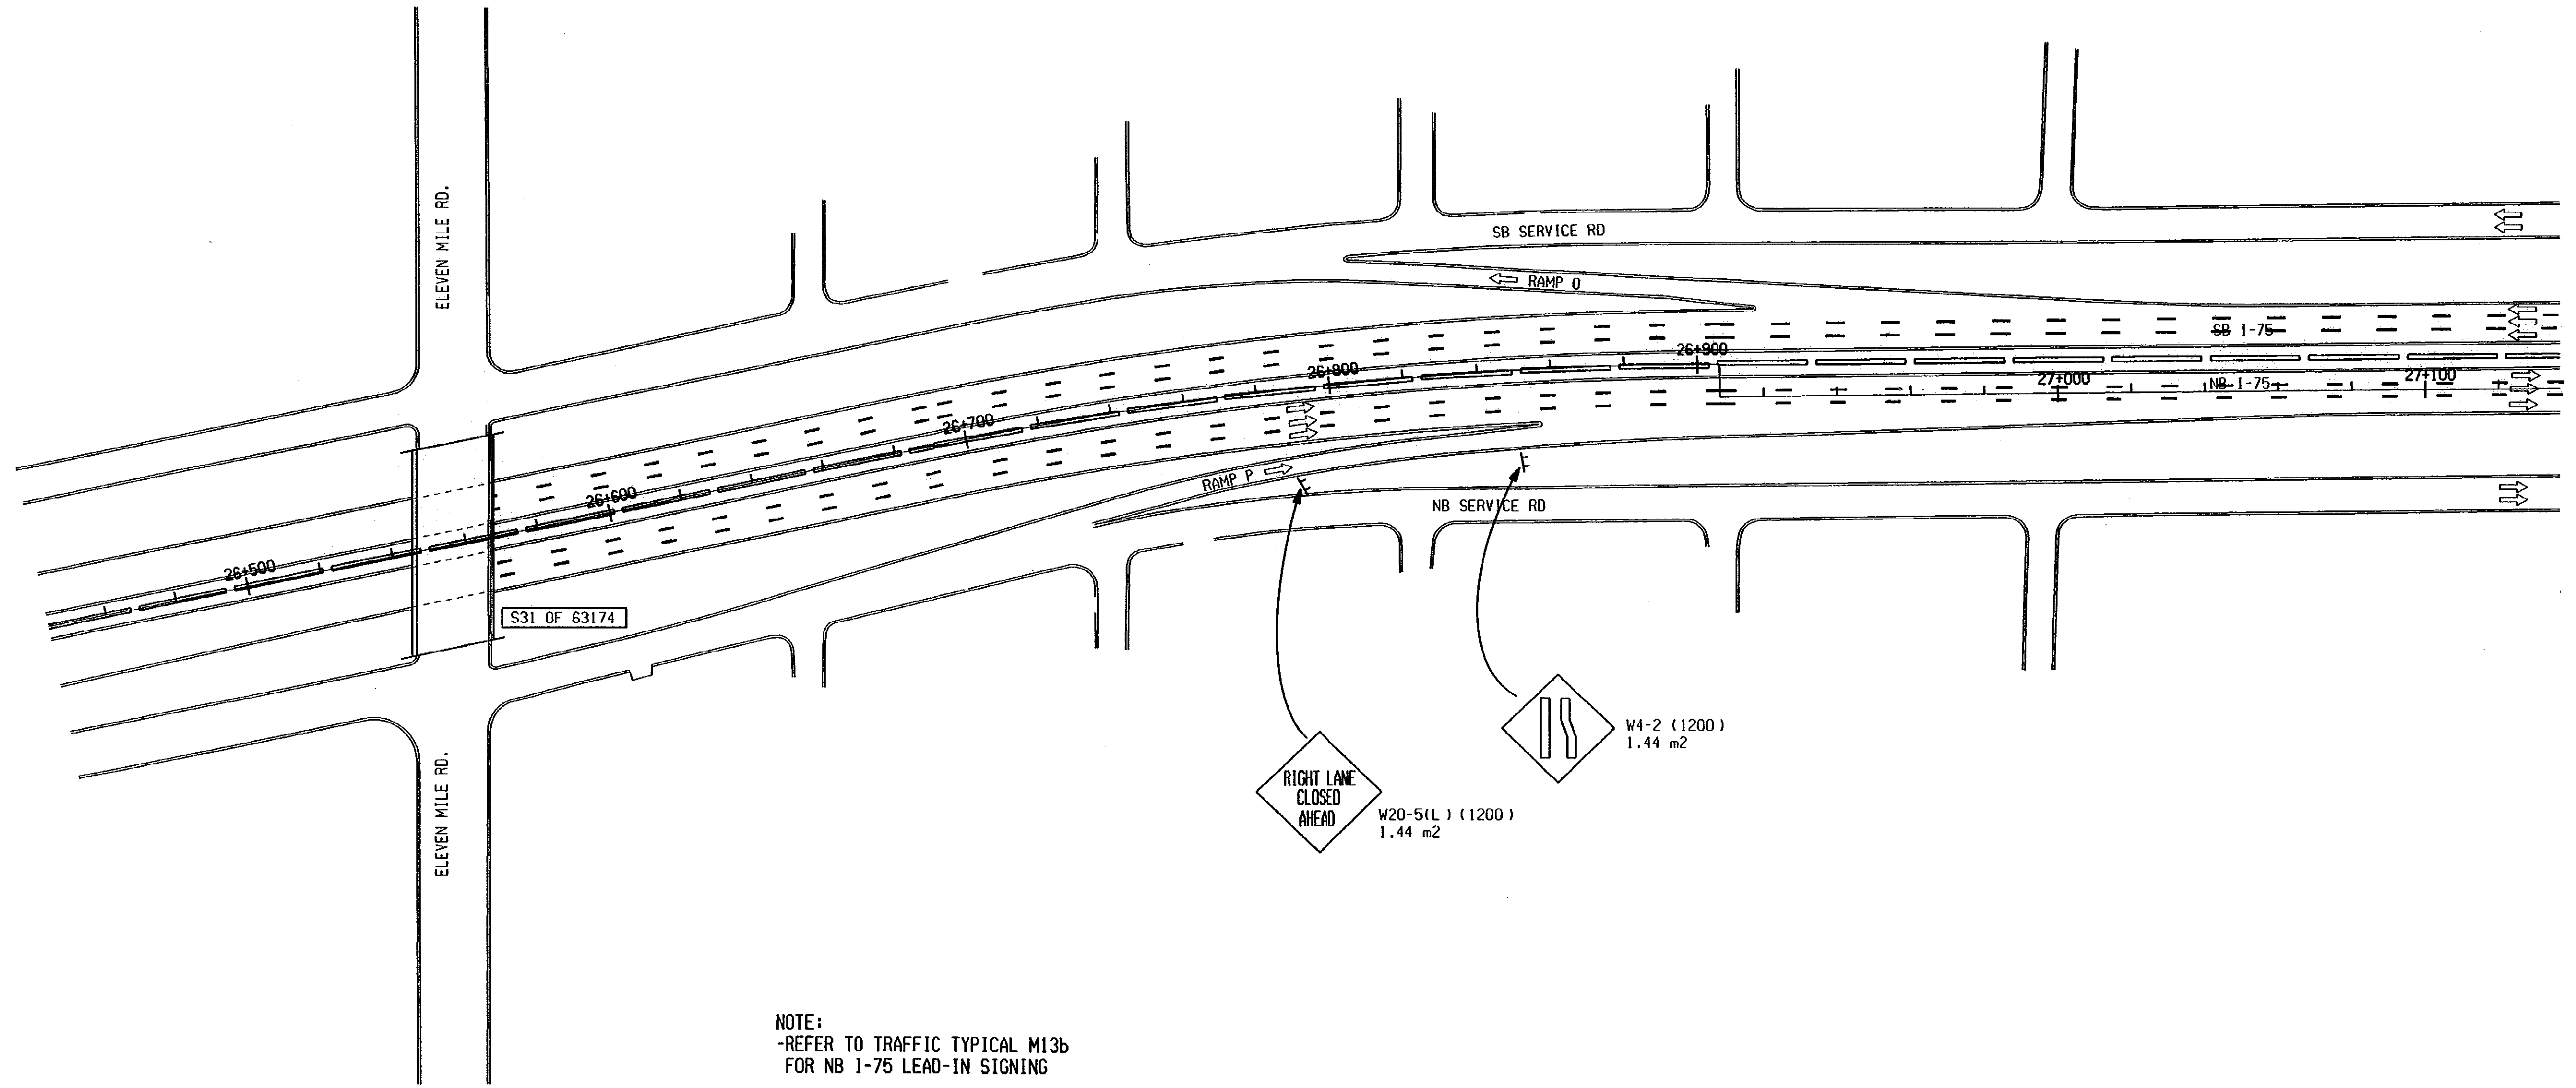 ELEVEN MILE RD.
SB SERVICE RD
RAMP O
SB I-75
26+900
26+800
27+000
NB I-75
27+100
26+700
RAMP P
26+600
NB SERVICE RD
26+500
S31 OF 63174
W4-2 (1200)
1.44 m2
RIGHT LANE
CLOSED
AHEAD
W20-5(L) (1200)
1.44 m2
ELEVEN MILE RD.
NOTE:
-REFER TO TRAFFIC TYPICAL M13b
FOR NB I-75 LEAD-IN SIGNING